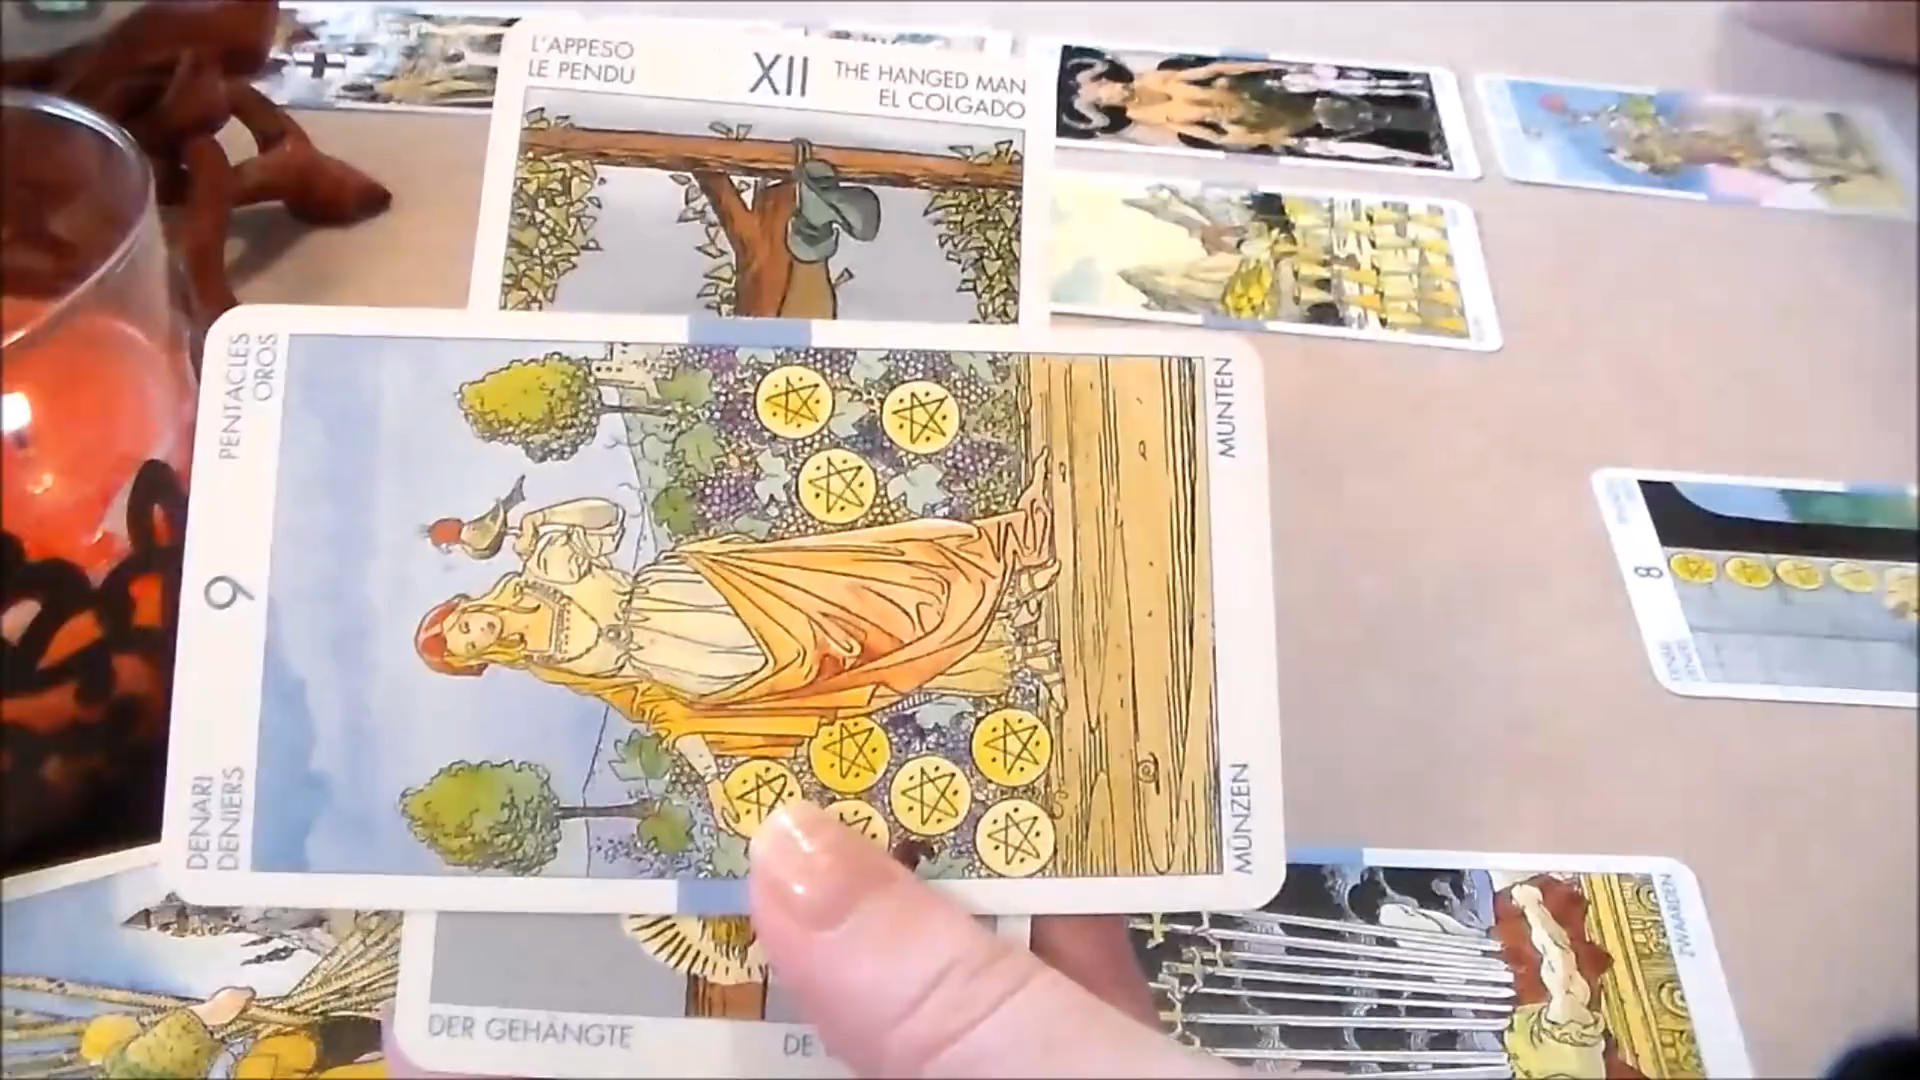 L'APPESO
LE PENDU
XII
THE HANGED MAN
EL COLGADO
PENTACLES
OROS
9
DENARI
DENIERS
MUNTEN
MÜNZEN
8
DER GEHÄNGTE
DE
ZWAARDEN